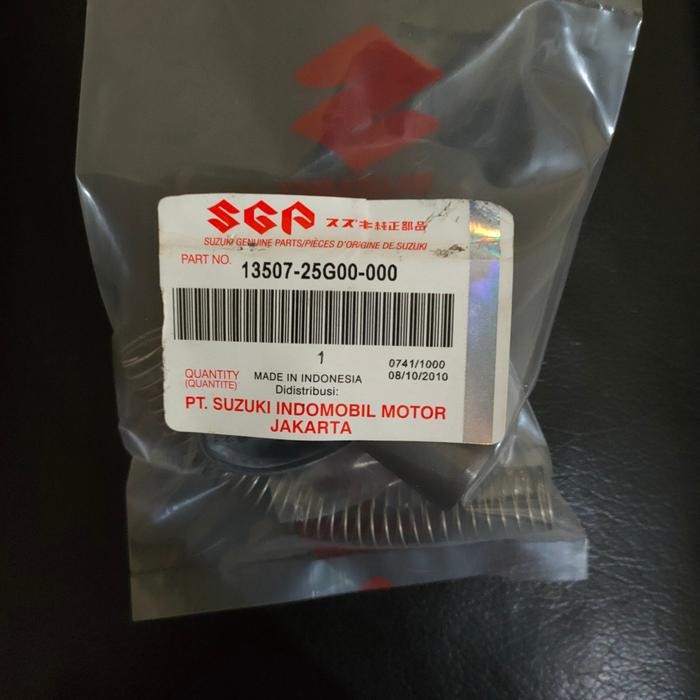 SGP スズキ純正部品
SUZUKI GENUINE PARTS/PIÈCES D'ORIGINE DE SUZUKI
PART NO. 13507-25G00-000
1
0741/1000
QUANTITY
(QUANTITE)
MADE IN INDONESIA
08/10/2010
Didistribusi:
PT. SUZUKI INDOMOBIL MOTOR
JAKARTA